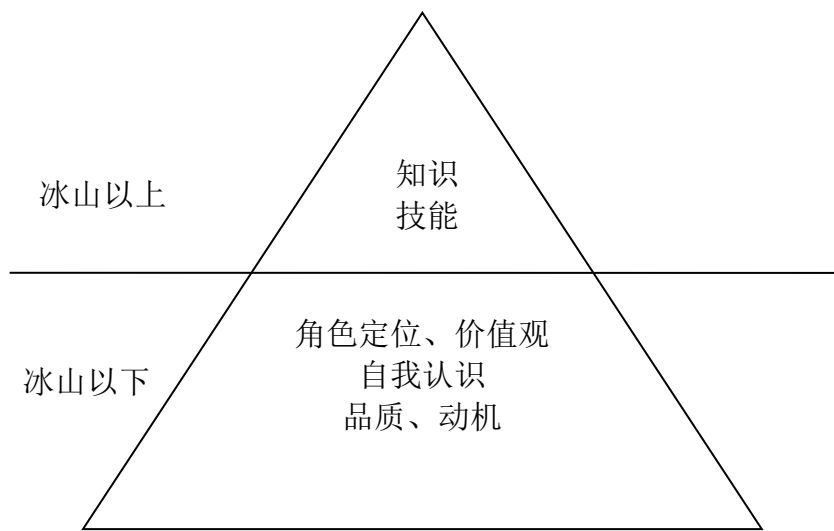 冰山以上
知识
技能
冰山以下
角色定位、价值观
自我认识
品质、动机